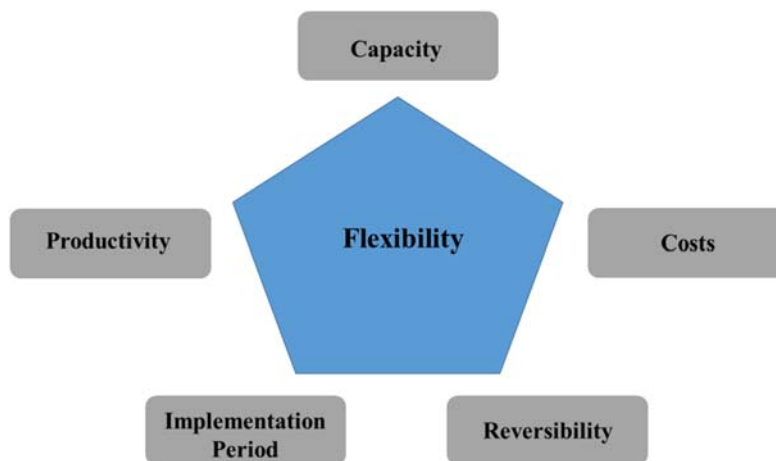 Capacity
Productivity
Flexibility
Costs
Implementation
Period
Reversibility